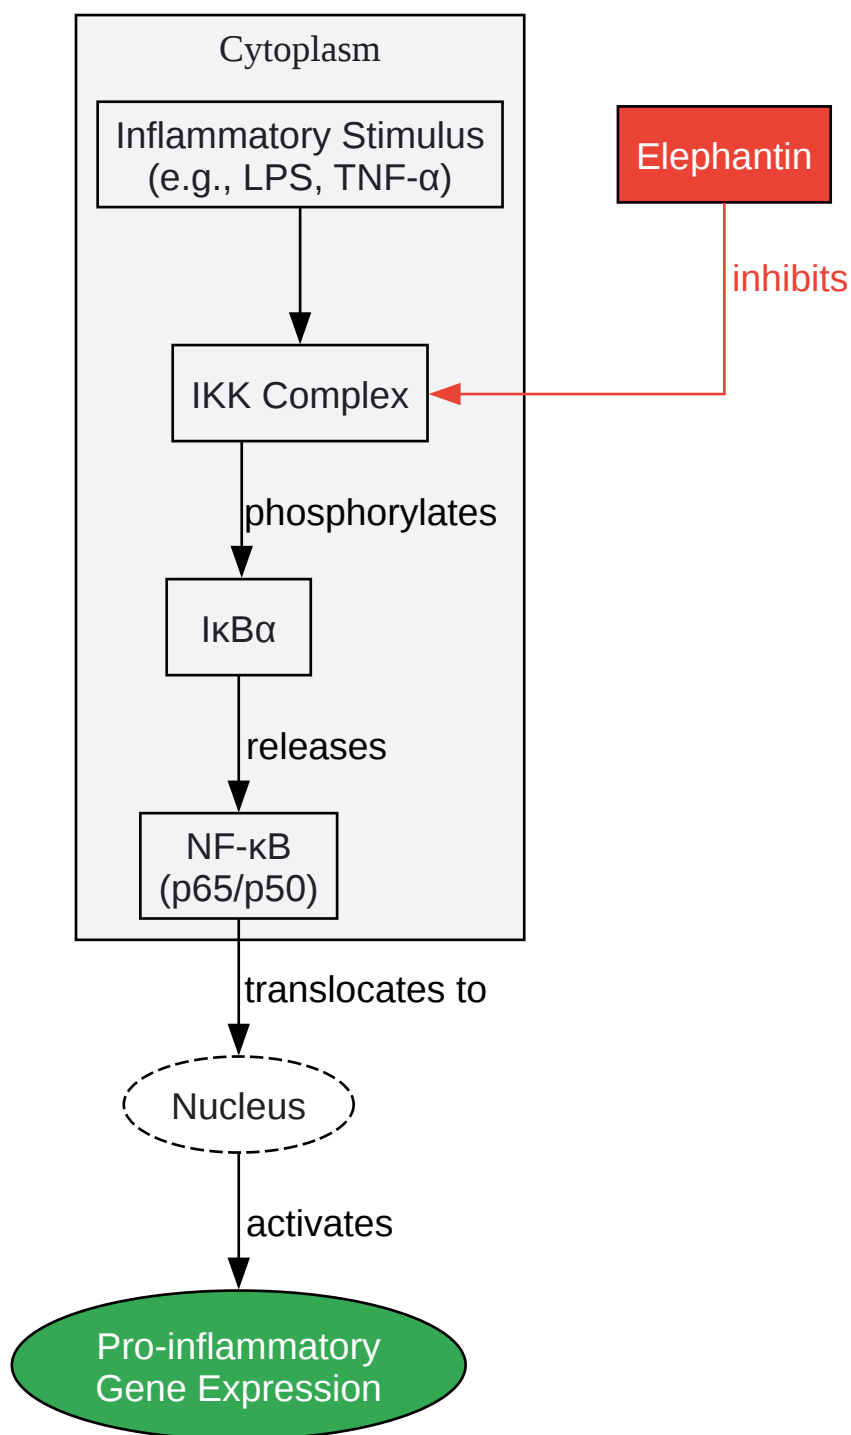 Cytoplasm
Inflammatory Stimulus
(e.g., LPS, TNF-α)
Elephantin
inhibits
IKK Complex
phosphorylates
IκBα
releases
NF-κB
(p65/p50)
translocates to
Nucleus
activates
Pro-inflammatory
Gene Expression